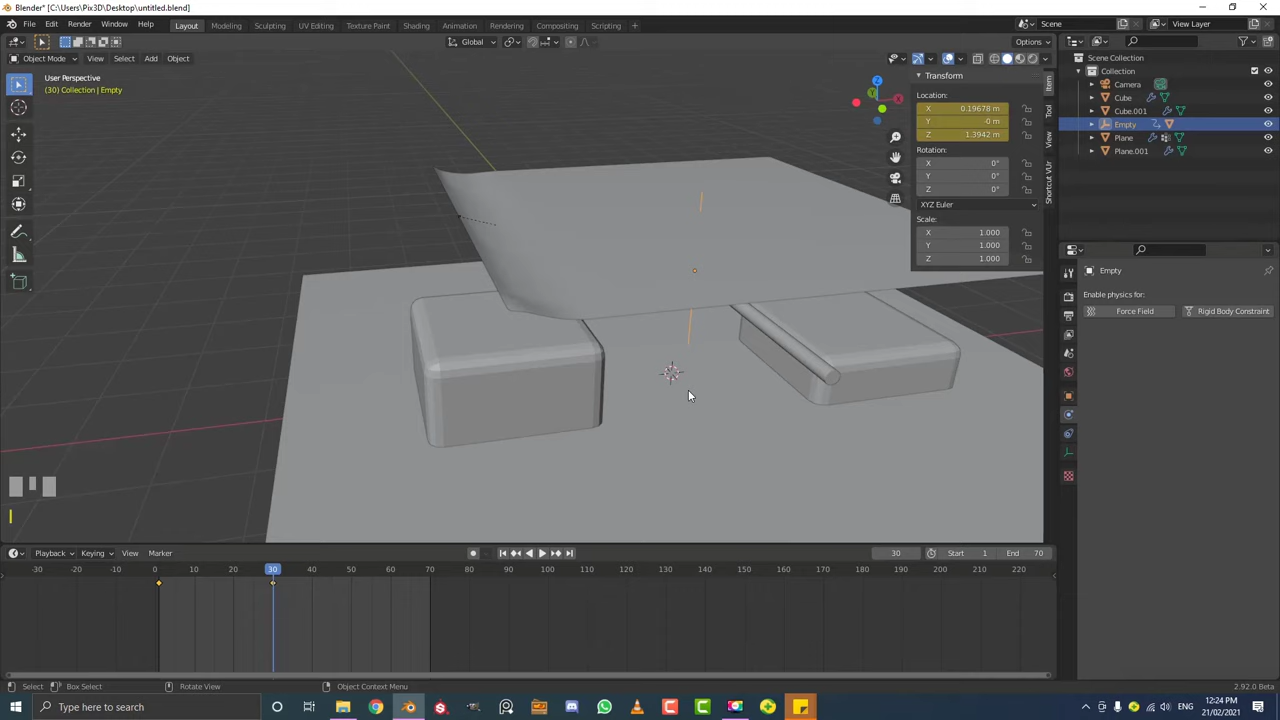 Blender* [C:\Users\Pix3D\Desktop\untitled.blend]
File Edit Render Window Help Layout Modeling Sculpting UV Editing Texture Paint Shading Animation Rendering Compositing Scripting + Scene View Layer
Global Options
Object Mode View Select Add Object
User Perspective
(30) Collection | Empty
Transform
Location:
X 0.19678 m
Y -0 m
Z 1.3942 m
Rotation:
X 0°
Y 0°
Z 0°
XYZ Euler
Scale:
X 1.000
Y 1.000
Z 1.000
Item
Tool
View
Shortcut VUr
Z
X
Y
Scene Collection
Collection
Camera
Cube
Cube.001
Empty
Plane
Plane.001
Empty
Enable physics for:
Force Field Rigid Body Constraint
Playback Keying View Marker 30 Start 1 End 70
-30 -20 -10 0 10 20 30 40 50 60 70 80 90 100 110 120 130 140 150 160 170 180 190 200 210 220
Select Box Select Rotate View Object Context Menu 2.92.0 Beta
Type here to search ENG 12:24 PM
21/02/2021